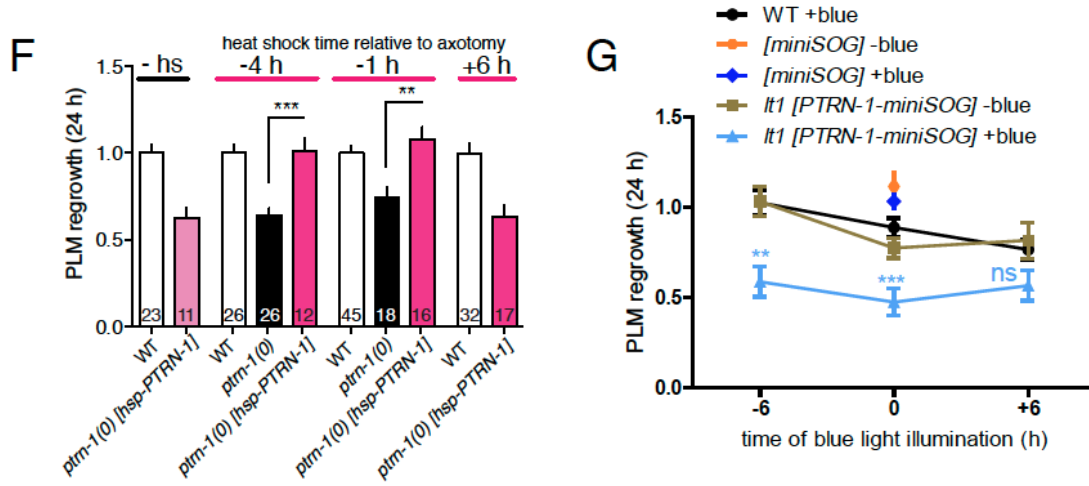 F
heat shock time relative to axotomy
- hs
-4 h
-1 h
+6 h
PLM regrowth (24 h)
1.5
1.0
0.5
0.0
***
**
23
11
26
26
12
45
18
16
32
17
WT
ptrn-1(0) [hsp-PTRN-1]
WT
ptrn-1(0)
ptrn-1(0) [hsp-PTRN-1]
WT
ptrn-1(0)
ptrn-1(0) [hsp-PTRN-1]
WT
ptrn-1(0) [hsp-PTRN-1]
G
WT +blue
[miniSOG] -blue
[miniSOG] +blue
lt1 [PTRN-1-miniSOG] -blue
lt1 [PTRN-1-miniSOG] +blue
PLM regrowth (24 h)
1.5
1.0
0.5
0.0
**
***
ns
-6
0
+6
time of blue light illumination (h)